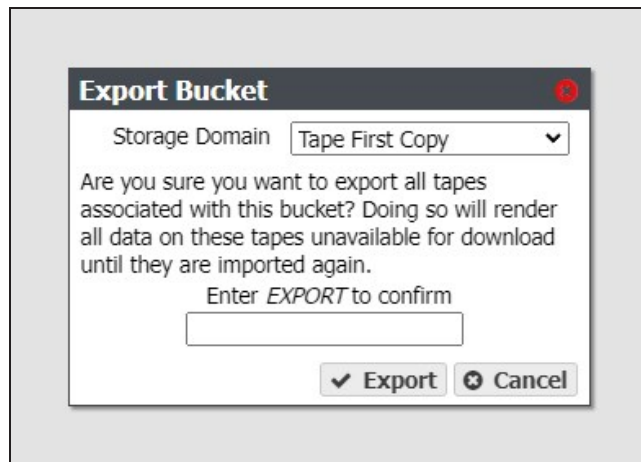 Export Bucket
Storage Domain Tape First Copy
Are you sure you want to export all tapes
associated with this bucket? Doing so will render
all data on these tapes unavailable for download
until they are imported again.
Enter EXPORT to confirm
Export Cancel